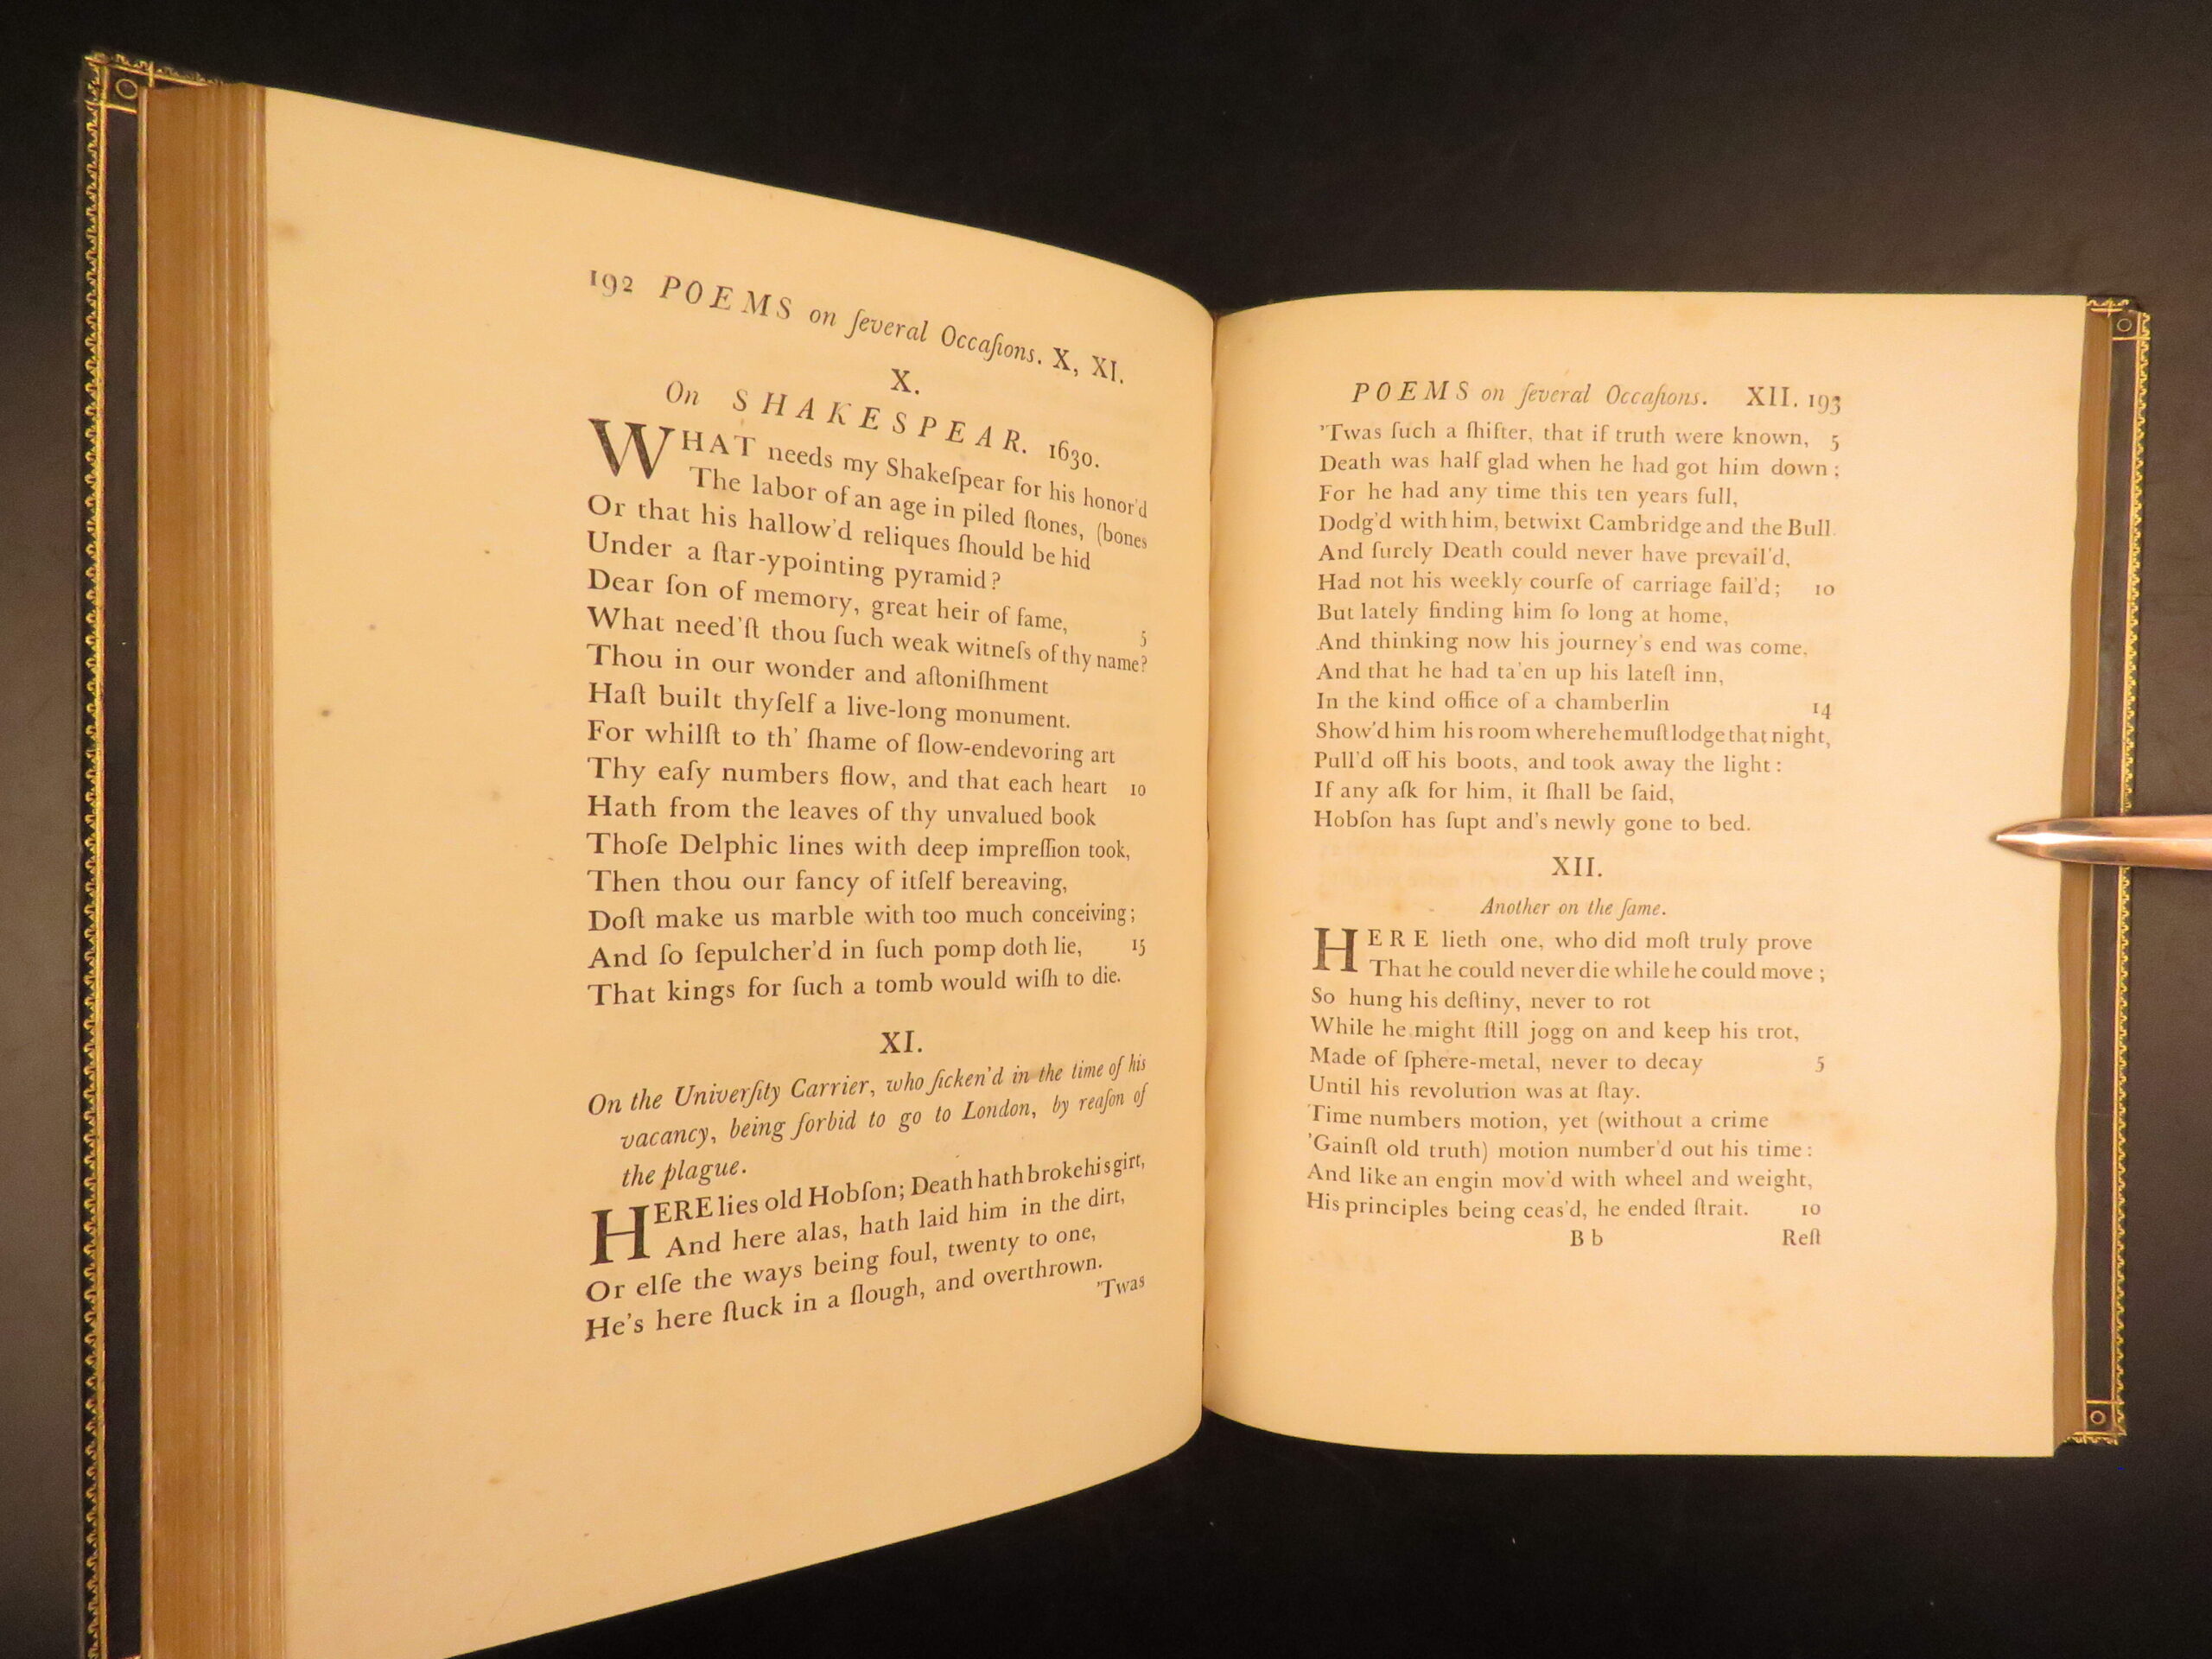 192 POEMS on ſeveral Occaſions. X, XI.
X.
On SHAKESPEAR. 1630.
WHAT needs my Shakeſpear for his honor'd
The labor of an age in piled ſtones, (bones
Or that his hallow'd reliques ſhould be hid
Under a ſtar-ypointing pyramid?
Dear ſon of memory, great heir of fame, 5
What need'ſt thou ſuch weak witneſs of thy name?
Thou in our wonder and aſtoniſhment
Haſt built thyſelf a live-long monument.
For whilſt to th' ſhame of ſlow-endevoring art
Thy eaſy numbers flow, and that each heart 10
Hath from the leaves of thy unvalued book
Thoſe Delphic lines with deep impreſſion took,
Then thou our fancy of itſelf bereaving,
Doſt make us marble with too much conceiving;
And ſo ſepulcher'd in ſuch pomp doth lie, 15
That kings for ſuch a tomb would wiſh to die.
XI.
On the Univerſity Carrier, who ſicken'd in the time of his
vacancy, being forbid to go to London, by reaſon of
the plague.
HERE lies old Hobſon; Death hath broke his girt,
And here alas, hath laid him in the dirt,
Or elſe the ways being foul, twenty to one,
He's here ſtuck in a ſlough, and overthrown.
'Twas
POEMS on ſeveral Occaſions. XII. 193
'Twas ſuch a ſhifter, that if truth were known, 5
Death was half glad when he had got him down;
For he had any time this ten years full,
Dodg'd with him, betwixt Cambridge and the Bull.
And ſurely Death could never have prevail'd,
Had not his weekly courſe of carriage fail'd; 10
But lately finding him ſo long at home,
And thinking now his journey's end was come,
And that he had ta'en up his lateſt inn,
In the kind office of a chamberlin 14
Show'd him his room where he muſt lodge that night,
Pull'd off his boots, and took away the light:
If any aſk for him, it ſhall be ſaid,
Hobſon has ſupt and's newly gone to bed.
XII.
Another on the ſame.
HERE lieth one, who did moſt truly prove
That he could never die while he could move;
So hung his deſtiny, never to rot
While he might ſtill jogg on and keep his trot,
Made of ſphere-metal, never to decay 5
Until his revolution was at ſtay.
Time numbers motion, yet (without a crime
'Gainſt old truth) motion number'd out his time:
And like an engin mov'd with wheel and weight,
His principles being ceas'd, he ended ſtrait. 10
B b Reſt